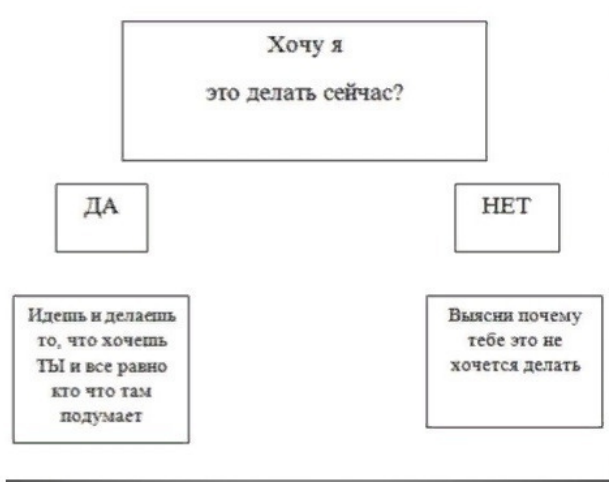 Хочу я
это делать сейчас?
ДА
НЕТ
Идешь и делаешь
то, что хочешь
ТЫ и все равно
кто что там
подумает
Выясни почему
тебе это не
хочется делать